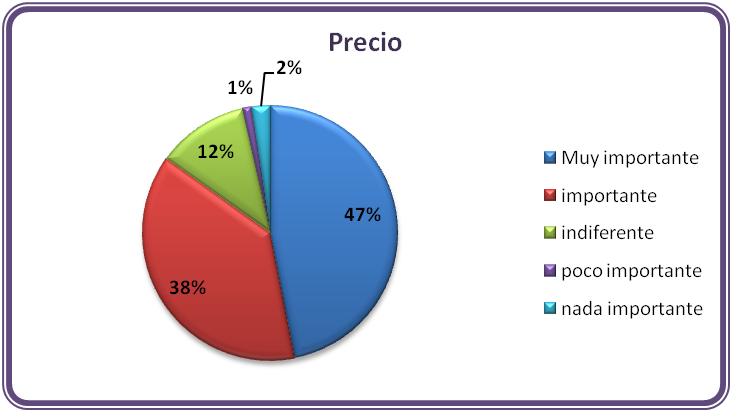 Precio
2%
1%
12%
47%
38%
Muy importante
importante
indiferente
poco importante
nada importante